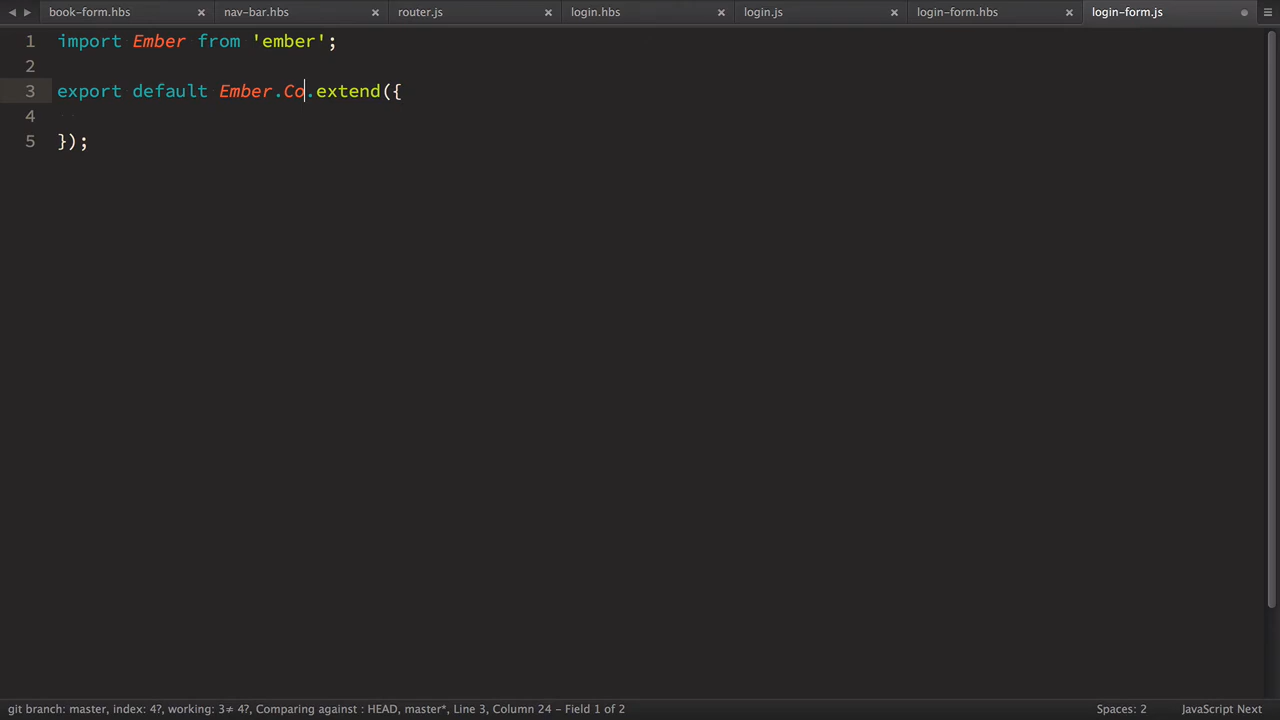 book-form.hbs × nav-bar.hbs × router.js × login.hbs × login.js × login-form.hbs × login-form.js
1 import Ember from 'ember';
2
3 export default Ember.Co.extend({
4
5 });
git branch: master, index: 4?, working: 3≠ 4?, Comparing against : HEAD, master*, Line 3, Column 24 - Field 1 of 2 Spaces: 2 JavaScript Next